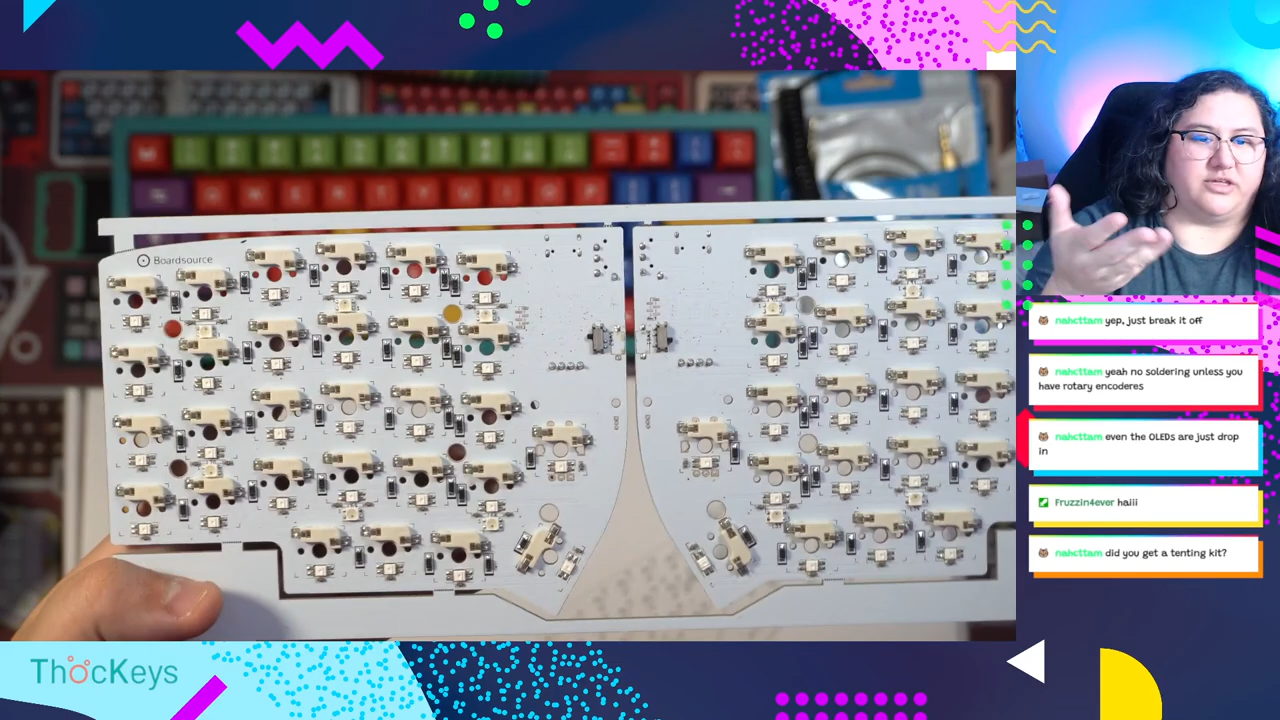 Boardsource
nahcttam yep, just break it off
nahcttam yeah no soldering unless you
have rotary encoderes
nahcttam even the OLEDs are just drop
in
Fruzzin4ever haiii
nahcttam did you get a tenting kit?
ThocKeys